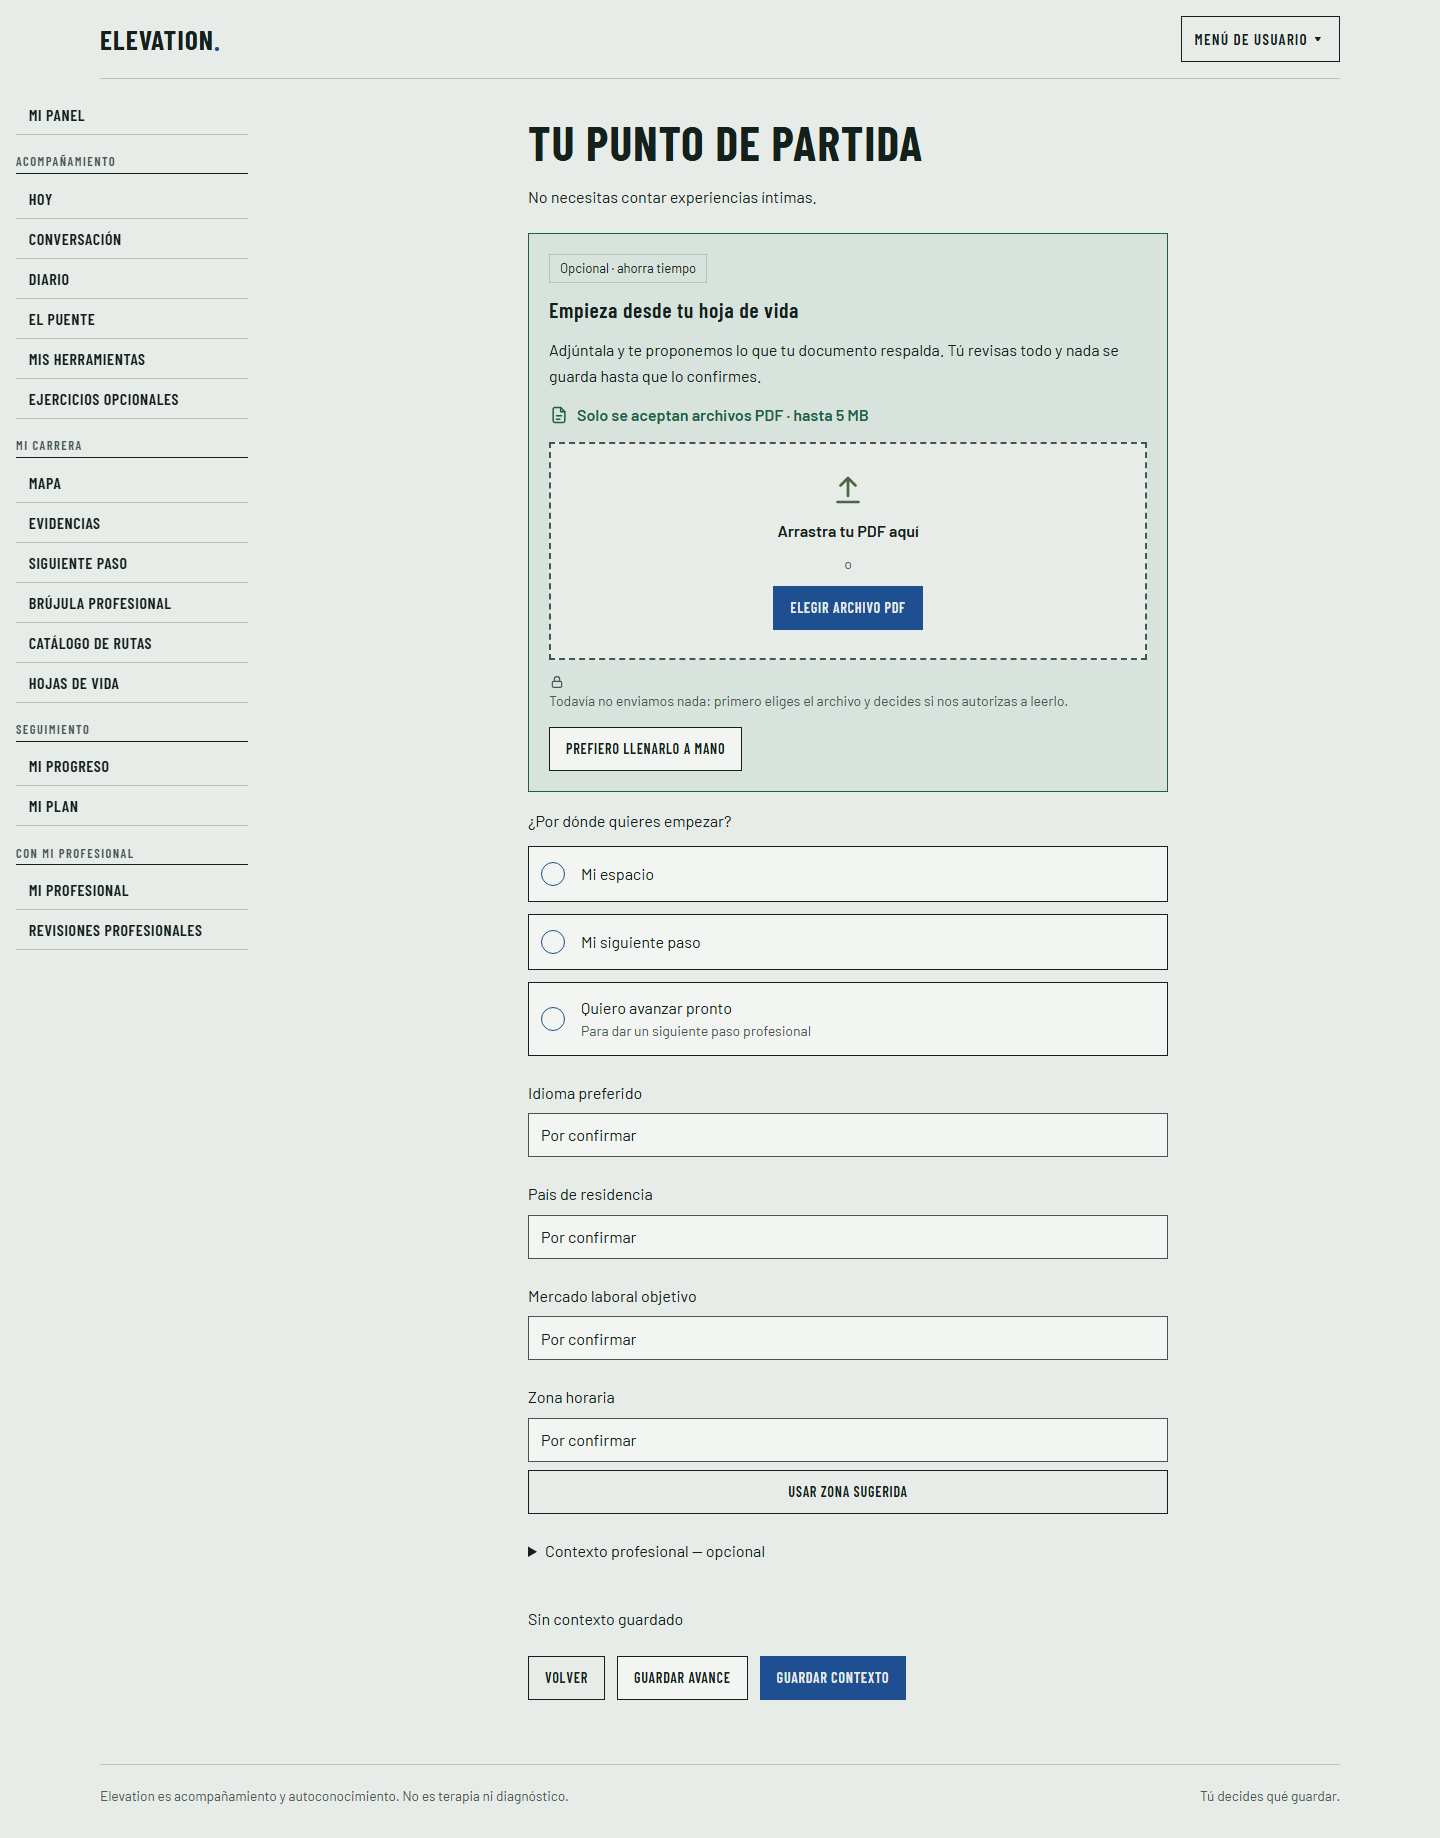 ELEVATION.
MENÚ DE USUARIO
MI PANEL
ACOMPAÑAMIENTO
HOY
CONVERSACIÓN
DIARIO
EL PUENTE
MIS HERRAMIENTAS
EJERCICIOS OPCIONALES
MI CARRERA
MAPA
EVIDENCIAS
SIGUIENTE PASO
BRÚJULA PROFESIONAL
CATÁLOGO DE RUTAS
HOJAS DE VIDA
SEGUIMIENTO
MI PROGRESO
MI PLAN
CON MI PROFESIONAL
MI PROFESIONAL
REVISIONES PROFESIONALES
TU PUNTO DE PARTIDA
No necesitas contar experiencias íntimas.
Opcional · ahorra tiempo
Empieza desde tu hoja de vida
Adjúntala y te proponemos lo que tu documento respalda. Tú revisas todo y nada se
guarda hasta que lo confirmes.
Solo se aceptan archivos PDF · hasta 5 MB
Arrastra tu PDF aquí
o
ELEGIR ARCHIVO PDF
Todavía no enviamos nada: primero eliges el archivo y decides si nos autorizas a leerlo.
PREFIERO LLENARLO A MANO
¿Por dónde quieres empezar?
Mi espacio
Mi siguiente paso
Quiero avanzar pronto
Para dar un siguiente paso profesional
Idioma preferido
Por confirmar
País de residencia
Por confirmar
Mercado laboral objetivo
Por confirmar
Zona horaria
Por confirmar
USAR ZONA SUGERIDA
Contexto profesional — opcional
Sin contexto guardado
VOLVER
GUARDAR AVANCE
GUARDAR CONTEXTO
Elevation es acompañamiento y autoconocimiento. No es terapia ni diagnóstico.
Tú decides qué guardar.